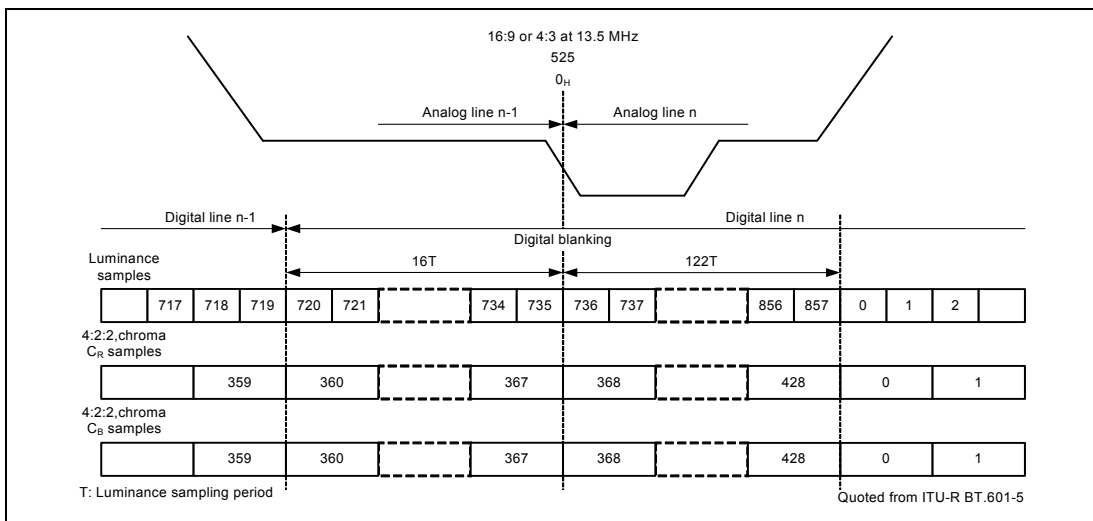 16:9 or 4:3 at 13.5 MHz
525
0H
Analog line n-1 Analog line n
Digital line n-1 Digital line n
Digital blanking
Luminance
samples
16T 122T
717 718 719 720 721 734 735 736 737 856 857 0 1 2
4:2:2,chroma
CR samples
359 360 367 368 428 0 1
4:2:2,chroma
CB samples
359 360 367 368 428 0 1
T: Luminance sampling period
Quoted from ITU-R BT.601-5